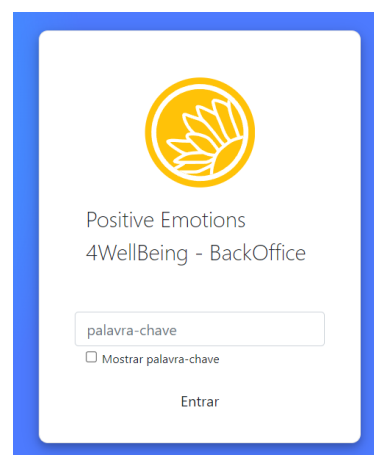 Positive Emotions
4WellBeing - BackOffice
palavra-chave
Mostrar palavra-chave
Entrar